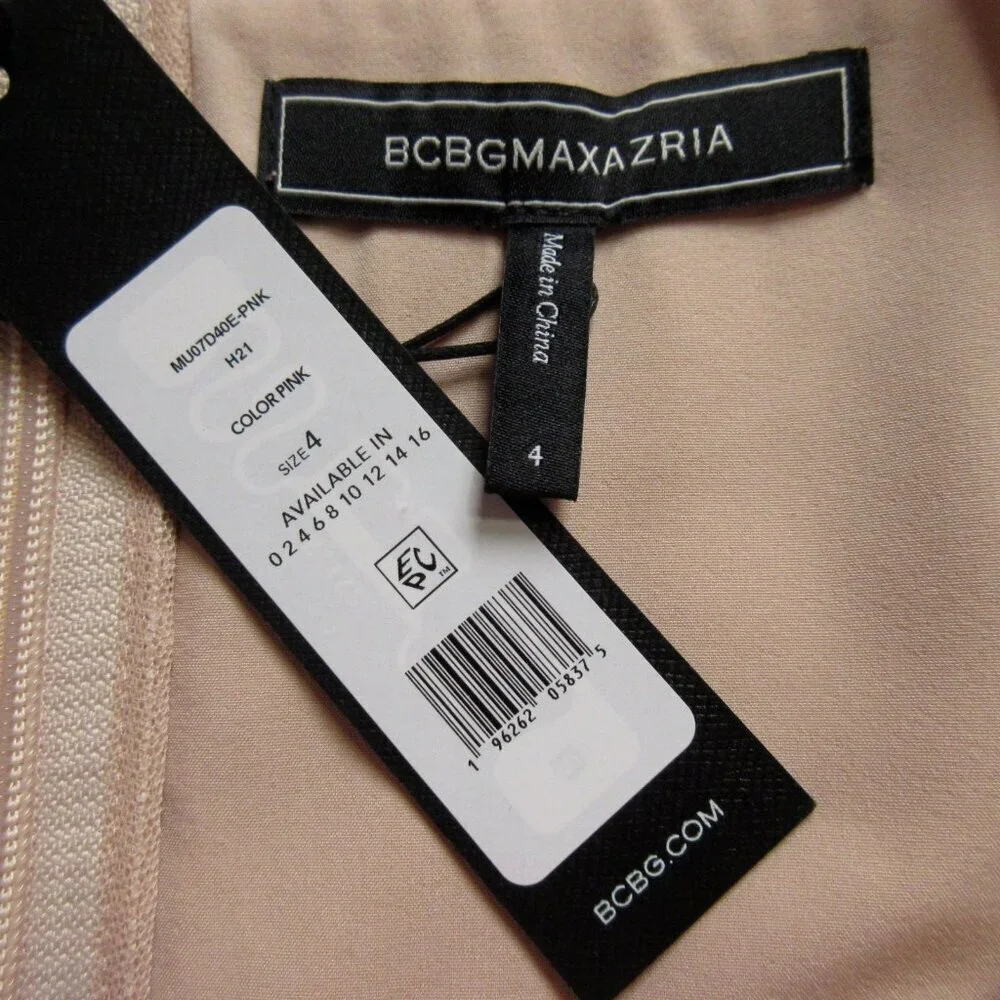 BCBGMAXAZRIA
Made in China
4
MU07D40E-PNK
H21
COLOR PINK
SIZE 4
AVAILABLE IN
0 2 4 6 8 10 12 14 16
EPC™
1 96262 05837 5
BCBG.COM